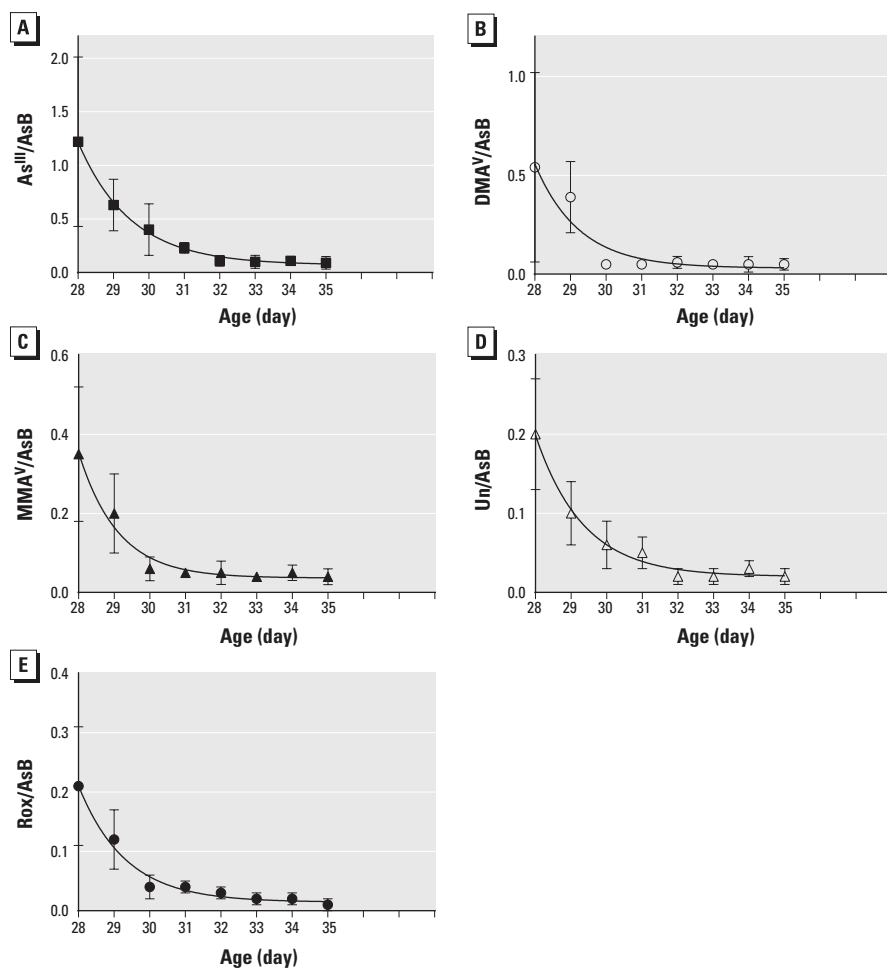 A
As^III/AsB
2.0
1.5
1.0
0.5
0.0
28 29 30 31 32 33 34 35
Age (day)
B
DMA^V/AsB
1.0
0.5
0.0
28 29 30 31 32 33 34 35
Age (day)
C
MMA^V/AsB
0.6
0.4
0.2
0.0
28 29 30 31 32 33 34 35
Age (day)
D
Un/AsB
0.3
0.2
0.1
0.0
28 29 30 31 32 33 34 35
Age (day)
E
Rox/AsB
0.4
0.3
0.2
0.1
0.0
28 29 30 31 32 33 34 35
Age (day)